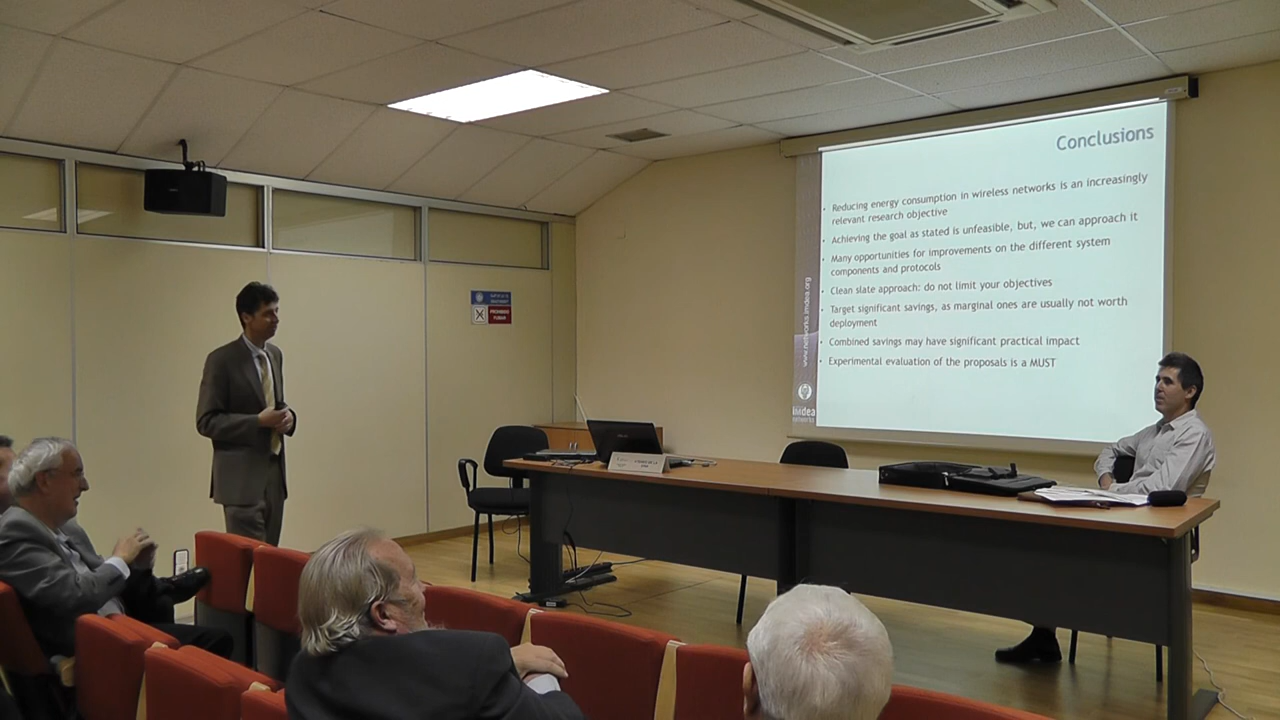 Conclusions
• Reducing energy consumption in wireless networks is an increasingly
relevant research objective
• Achieving the goal as stated is unfeasible, but, we can approach it
• Many opportunities for improvements on the different system
components and protocols
• Clean slate approach: do not limit your objectives
• Target significant savings, as marginal ones are usually not worth
deployment
• Combined savings may have significant practical impact
• Experimental evaluation of the proposals is a MUST
www.networks.imdea.org
imdea
networks
PROHIBIDO
FUMAR